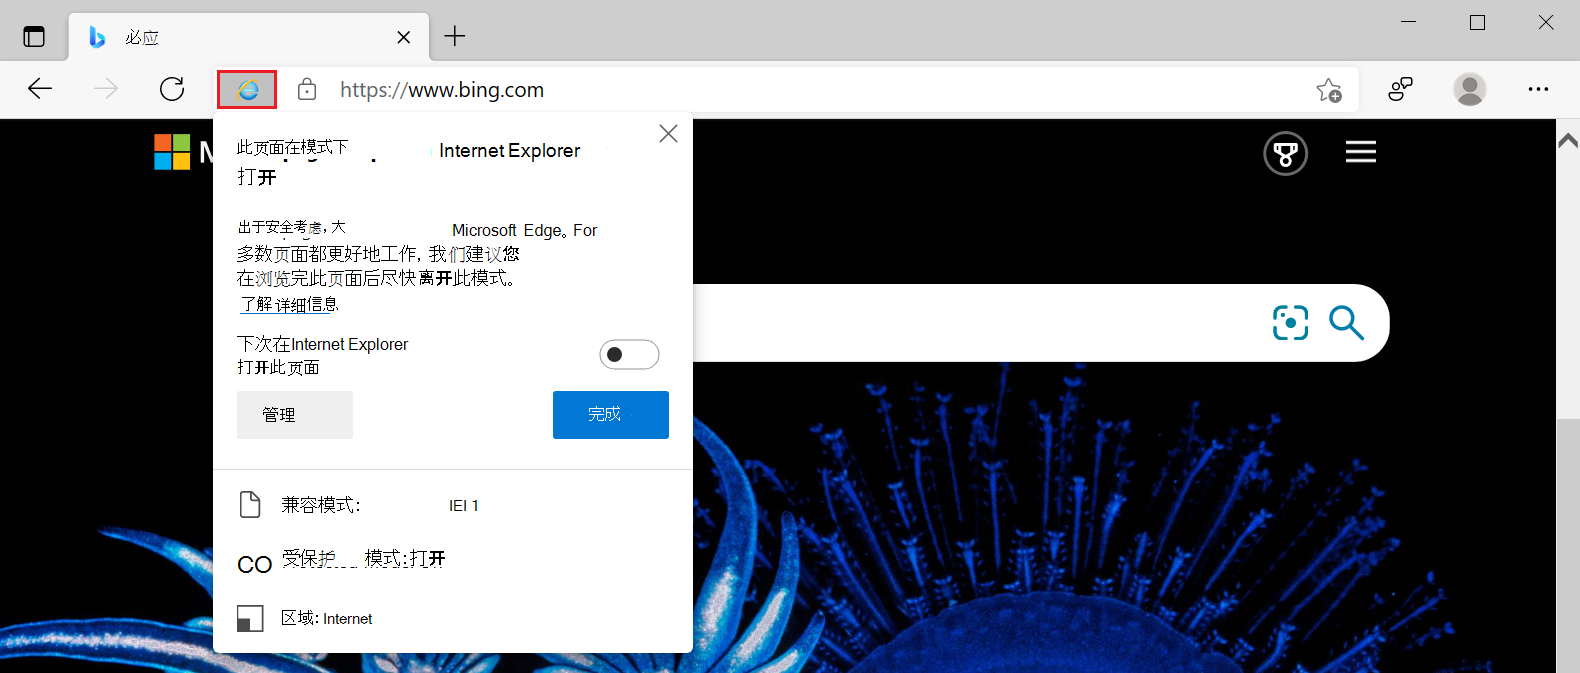 必应
https://www.bing.com
此页面在模式下 Internet Explorer
打开
出于安全考虑，大 Microsoft Edge。For
多数页面都更好地工作，我们建议您
在浏览完此页面后尽快离开此模式。
了解详细信息
下次在Internet Explorer
打开此页面
管理 完成
兼容模式： IEI 1
CO 受保护 模式：打开
区域：Internet